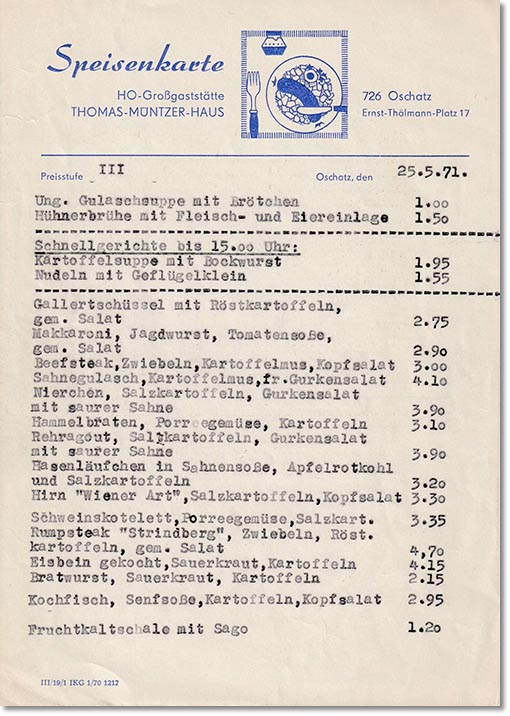 Speisenkarte
HO-Großgaststätte
THOMAS-MÜNTZER-HAUS
726 Oschatz
Ernst-Thälmann-Platz 17
Preisstufe III Oschatz, den 25.5.71.
Ung. Gulaschsuppe mit Brötchen 1.00
Hühnerbrühe mit Fleisch- und Eiereinlage 1.50
Schnellgerichte bis 15.00 Uhr:
Kartoffelsuppe mit Bockwurst 1.95
Nudeln mit Geflügelklein 1.55
Gallertschüssel mit Röstkartoffeln,
gem. Salat 2.75
Makkaroni, Jagdwurst, Tomatensoße,
gem. Salat 2.90
Beefsteak,Zwiebeln,Kartoffelmus,Kopfsalat 3.00
Sahnegulasch,Kartoffelmus,fr.Gurkensalat 4.10
Nierchen, Salzkartoffeln, Gurkensalat
mit saurer Sahne 3.90
Hammelbraten, Porreegemüse, Kartoffeln 3.10
Rehragout, Salzkartoffeln, Gurkensalat
mit saurer Sahne 3.90
Hasenläufchen in Sahnensoße, Apfelrotkohl
und Salzkartoffeln 3.20
Hirn "Wiener Art",Salzkartoffeln,Kopfsalat 3.30
Schweinskotelett,Porreegemüse,Salzkart. 3.35
Rumpsteak "Strindberg", Zwiebeln, Röst.
kartoffeln, gem. Salat 4,70
Eisbein gekocht,Sauerkraut,Kartoffeln 4.15
Bratwurst, Sauerkraut, Kartoffeln 2.15
Kochfisch, Senfsoße,Kartoffeln,Kopfsalat 2.95
Fruchtkaltschale mit Sago 1.20
III/19/1 IKG 1/70 1217